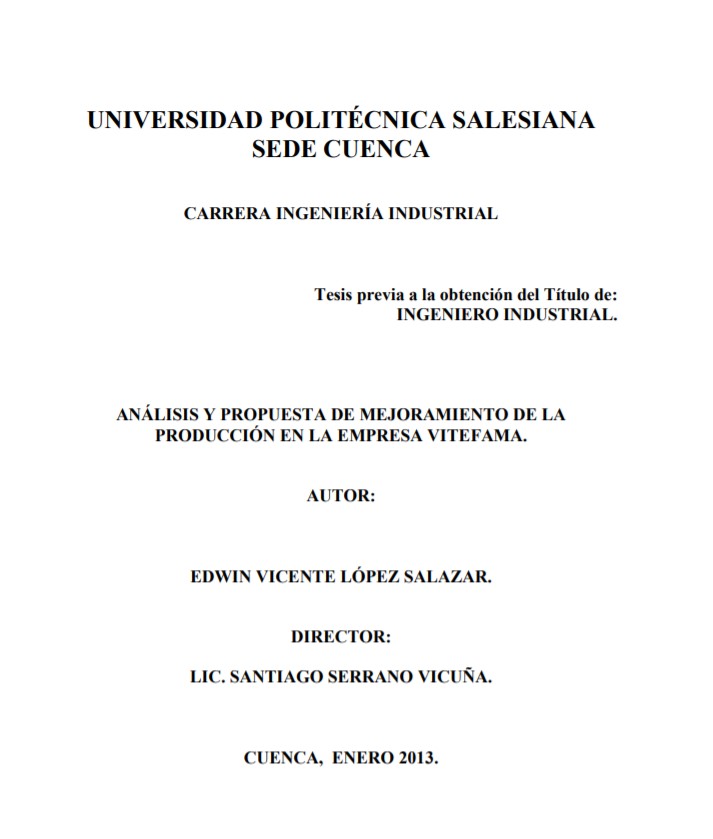 UNIVERSIDAD POLITÉCNICA SALESIANA
SEDE CUENCA
CARRERA INGENIERÍA INDUSTRIAL
Tesis previa a la obtención del Título de:
INGENIERO INDUSTRIAL.
ANÁLISIS Y PROPUESTA DE MEJORAMIENTO DE LA
PRODUCCIÓN EN LA EMPRESA VITEFAMA.
AUTOR:
EDWIN VICENTE LÓPEZ SALAZAR.
DIRECTOR:
LIC. SANTIAGO SERRANO VICUÑA.
CUENCA, ENERO 2013.